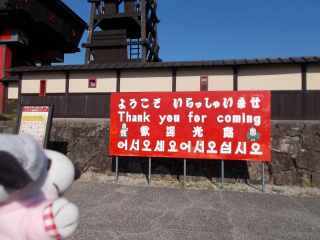 ようこそ いらっしゃいませ
Thank you for coming
歓迎光臨
어서오세요어서오십시오